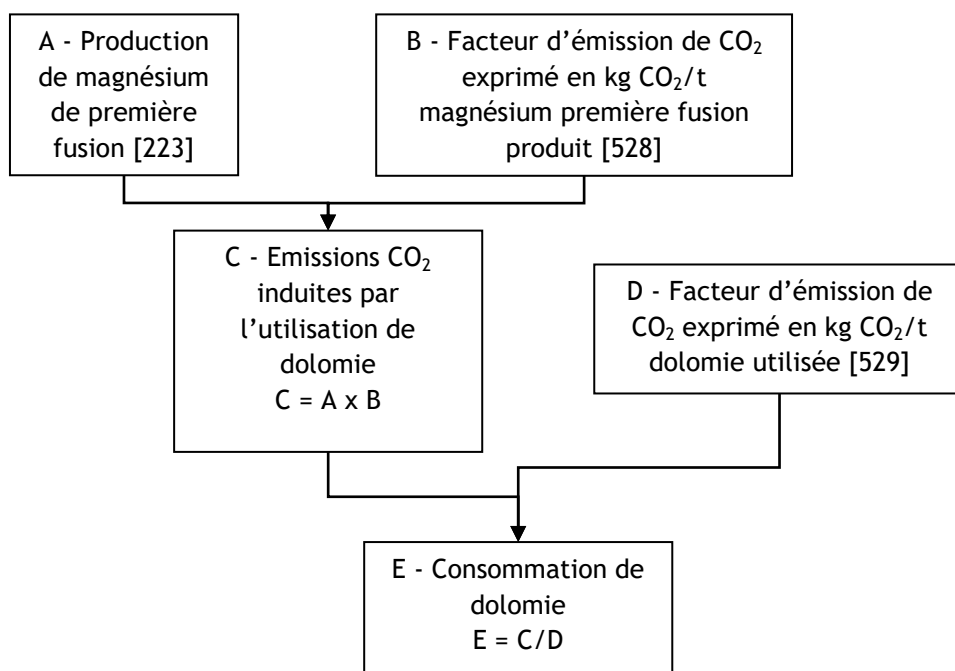 A - Production
de magnésium
de première
fusion [223]
B - Facteur d’émission de CO₂
exprimé en kg CO₂/t
magnésium première fusion
produit [528]
C - Emissions CO₂
induites par
l’utilisation de
dolomie
C = A x B
D - Facteur d’émission de
CO₂ exprimé en kg CO₂/t
dolomie utilisée [529]
E - Consommation de
dolomie
E = C/D